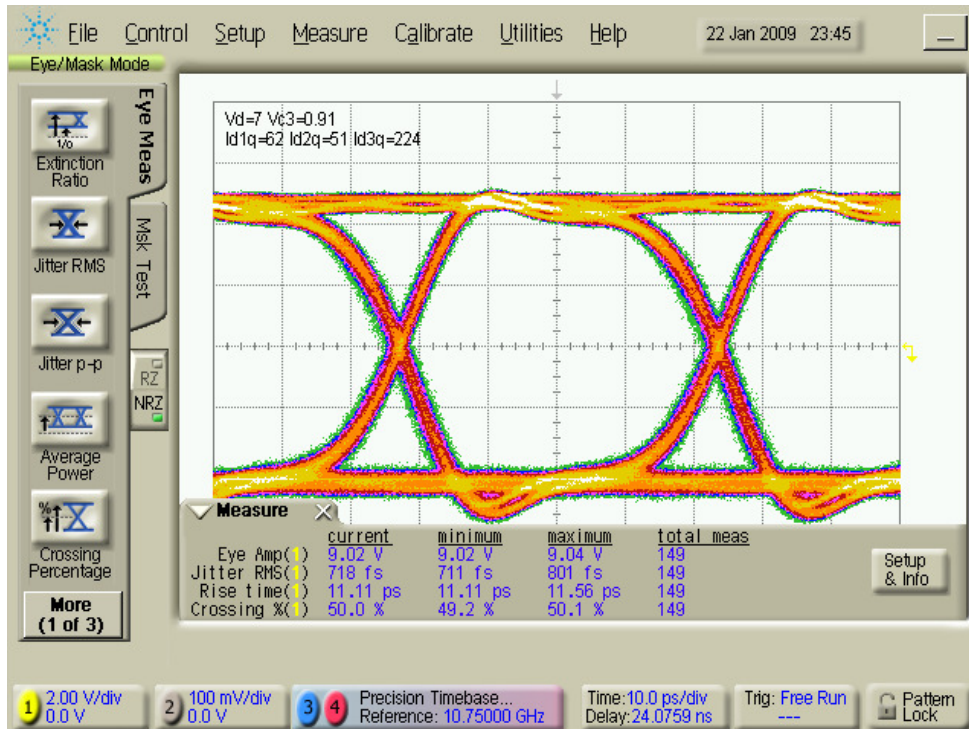 File Control Setup Measure Calibrate Utilities Help 22 Jan 2009 23:45
Eye/Mask Mode
Eye Meas
Msk Test
1/0
Extinction
Ratio
Jitter RMS
Jitter p-p
Average
Power
%
Crossing
Percentage
More
(1 of 3)
RZ
NRZ
Vd=7 Vc3=0.91
Id1q=62 Id2q=51 Id3q=224
Measure
current minimum maximum total meas
Eye Amp(1) 9.02 V 9.02 V 9.04 V 149
Jitter RMS(1) 718 fs 711 fs 801 fs 149
Rise time(1) 11.11 ps 11.11 ps 11.56 ps 149
Crossing %(1) 50.0 % 49.2 % 50.1 % 149
Setup
& Info
1 2.00 V/div
0.0 V
2 100 mV/div
0.0 V
3 4 Precision Timebase...
Reference: 10.75000 GHz
Time:10.0 ps/div
Delay:24.0759 ns
Trig: Free Run
---
Pattern
Lock